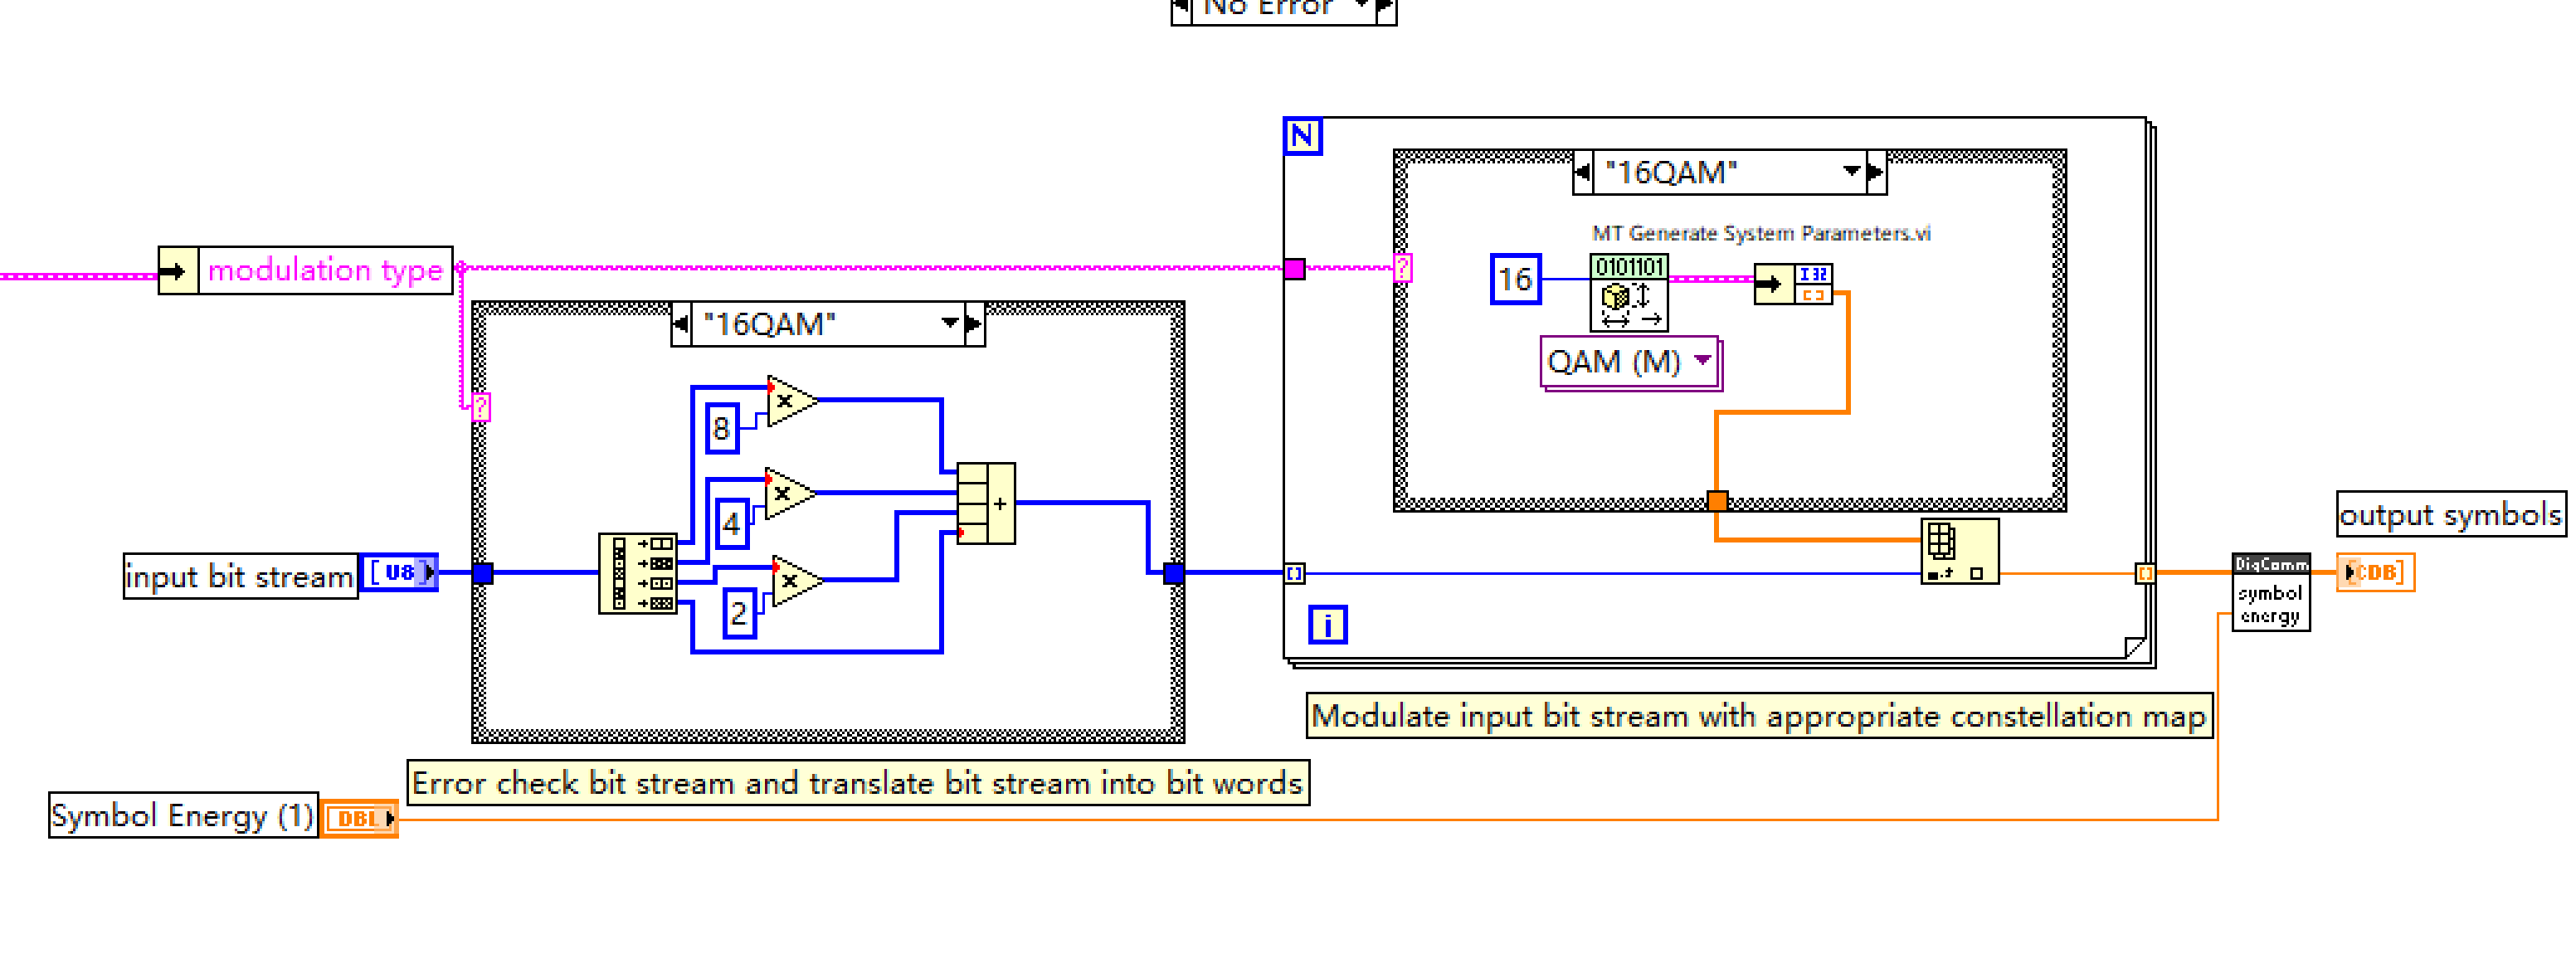 No Error
modulation type
"16QAM"
8
4
2
+
input bit stream
[U8]
Error check bit stream and translate bit stream into bit words
Symbol Energy (1)
DBL
N
"16QAM"
MT Generate System Parameters.vi
16
0101101
I32
QAM (M)
i
Modulate input bit stream with appropriate constellation map
output symbols
DigComm
symbol
energy
CDB]